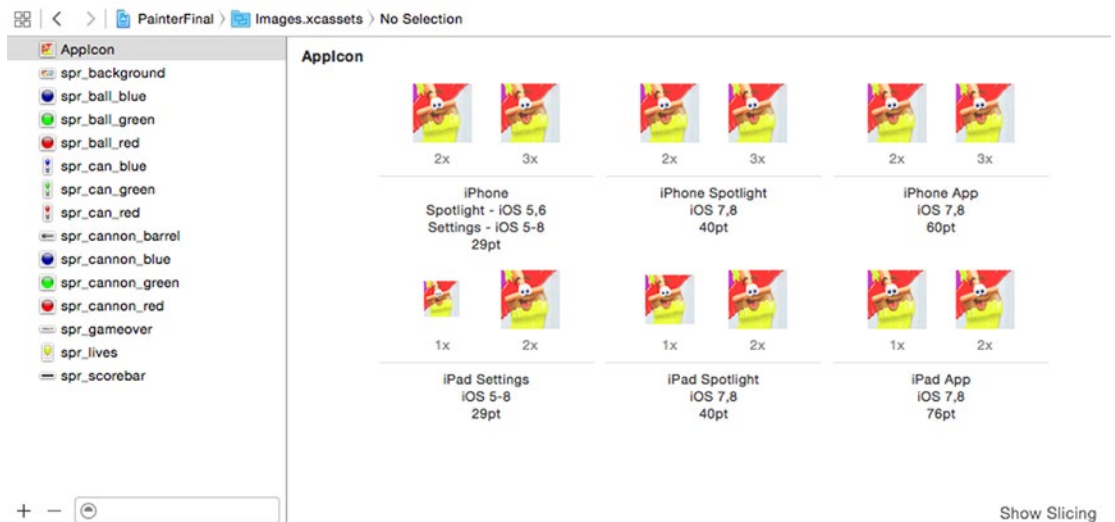 PainterFinal Images.xcassets No Selection
AppIcon
spr_background
spr_ball_blue
spr_ball_green
spr_ball_red
spr_can_blue
spr_can_green
spr_can_red
spr_cannon_barrel
spr_cannon_blue
spr_cannon_green
spr_cannon_red
spr_gameover
spr_lives
spr_scorebar
AppIcon
2x 3x 2x 3x 2x 3x
iPhone
Spotlight - iOS 5,6
Settings - iOS 5-8
29pt
iPhone Spotlight
iOS 7,8
40pt
iPhone App
iOS 7,8
60pt
1x 2x 1x 2x 1x 2x
iPad Settings
iOS 5-8
29pt
iPad Spotlight
iOS 7,8
40pt
iPad App
iOS 7,8
76pt
Show Slicing